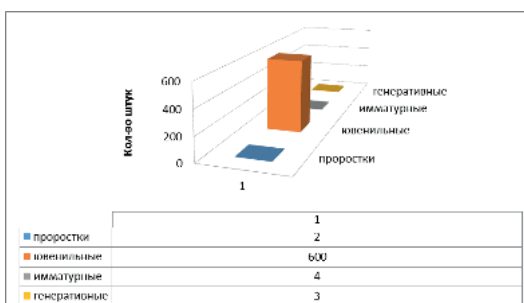 600
400
200
0
Кол-во штук
генеративные
имматурные
ювенильные
проростки
1
1
проростки 2
ювенильные 600
имматурные 4
генеративные 3